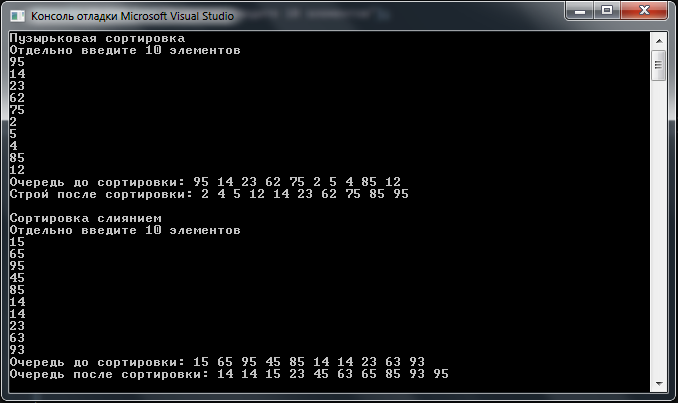 Консоль отладки Microsoft Visual Studio
Пузырьковая сортировка
Отдельно введите 10 элементов
95
14
23
62
75
2
5
4
85
12
Очередь до сортировки: 95 14 23 62 75 2 5 4 85 12
Строй после сортировки: 2 4 5 12 14 23 62 75 85 95
Сортировка слиянием
Отдельно введите 10 элементов
15
65
95
45
85
14
14
23
63
93
Очередь до сортировки: 15 65 95 45 85 14 14 23 63 93
Очередь после сортировки: 14 14 15 23 45 63 65 85 93 95